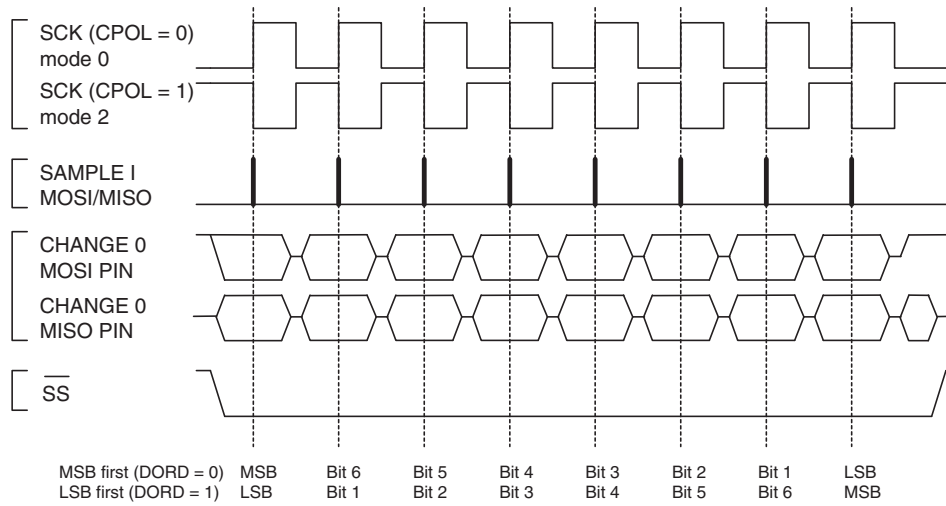 SCK (CPOL = 0)
mode 0
SCK (CPOL = 1)
mode 2
SAMPLE I
MOSI/MISO
CHANGE 0
MOSI PIN
CHANGE 0
MISO PIN
SS
MSB first (DORD = 0) MSB Bit 6 Bit 5 Bit 4 Bit 3 Bit 2 Bit 1 LSB
LSB first (DORD = 1) LSB Bit 1 Bit 2 Bit 3 Bit 4 Bit 5 Bit 6 MSB